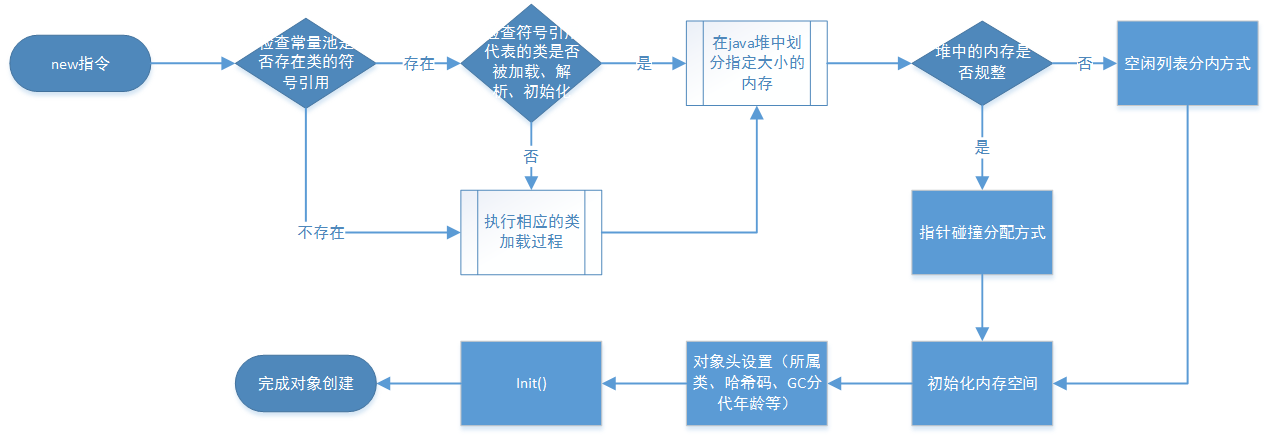 new指令
检查常量池是
否存在类的符
号引用
存在
检查符号引用
代表的类是否
被加载、解
析、初始化
是
在java堆中划
分指定大小的
内存
堆中的内存是
否规整
否
空闲列表分内方式
否
是
不存在
执行相应的类
加载过程
指针碰撞分配方式
完成对象创建
Init()
对象头设置（所属
类、哈希码、GC分
代年龄等）
初始化内存空间